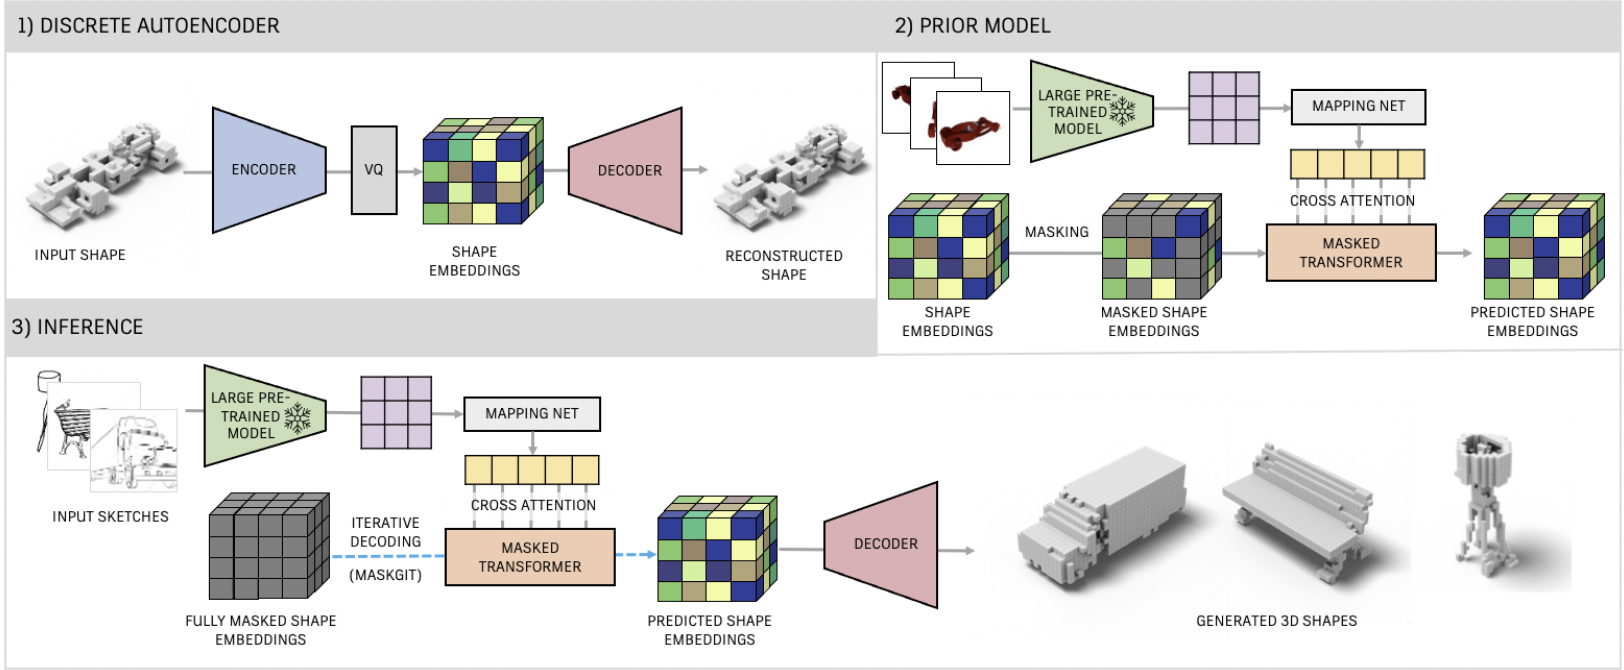 1) DISCRETE AUTOENCODER
INPUT SHAPE
ENCODER
VQ
SHAPE
EMBEDDINGS
DECODER
RECONSTRUCTED
SHAPE
2) PRIOR MODEL
LARGE PRE-
TRAINED
MODEL
MAPPING NET
CROSS ATTENTION
SHAPE
EMBEDDINGS
MASKING
MASKED SHAPE
EMBEDDINGS
MASKED
TRANSFORMER
PREDICTED SHAPE
EMBEDDINGS
3) INFERENCE
INPUT SKETCHES
LARGE PRE-
TRAINED
MODEL
MAPPING NET
CROSS ATTENTION
FULLY MASKED SHAPE
EMBEDDINGS
ITERATIVE
DECODING
(MASKGIT)
MASKED
TRANSFORMER
PREDICTED SHAPE
EMBEDDINGS
DECODER
GENERATED 3D SHAPES